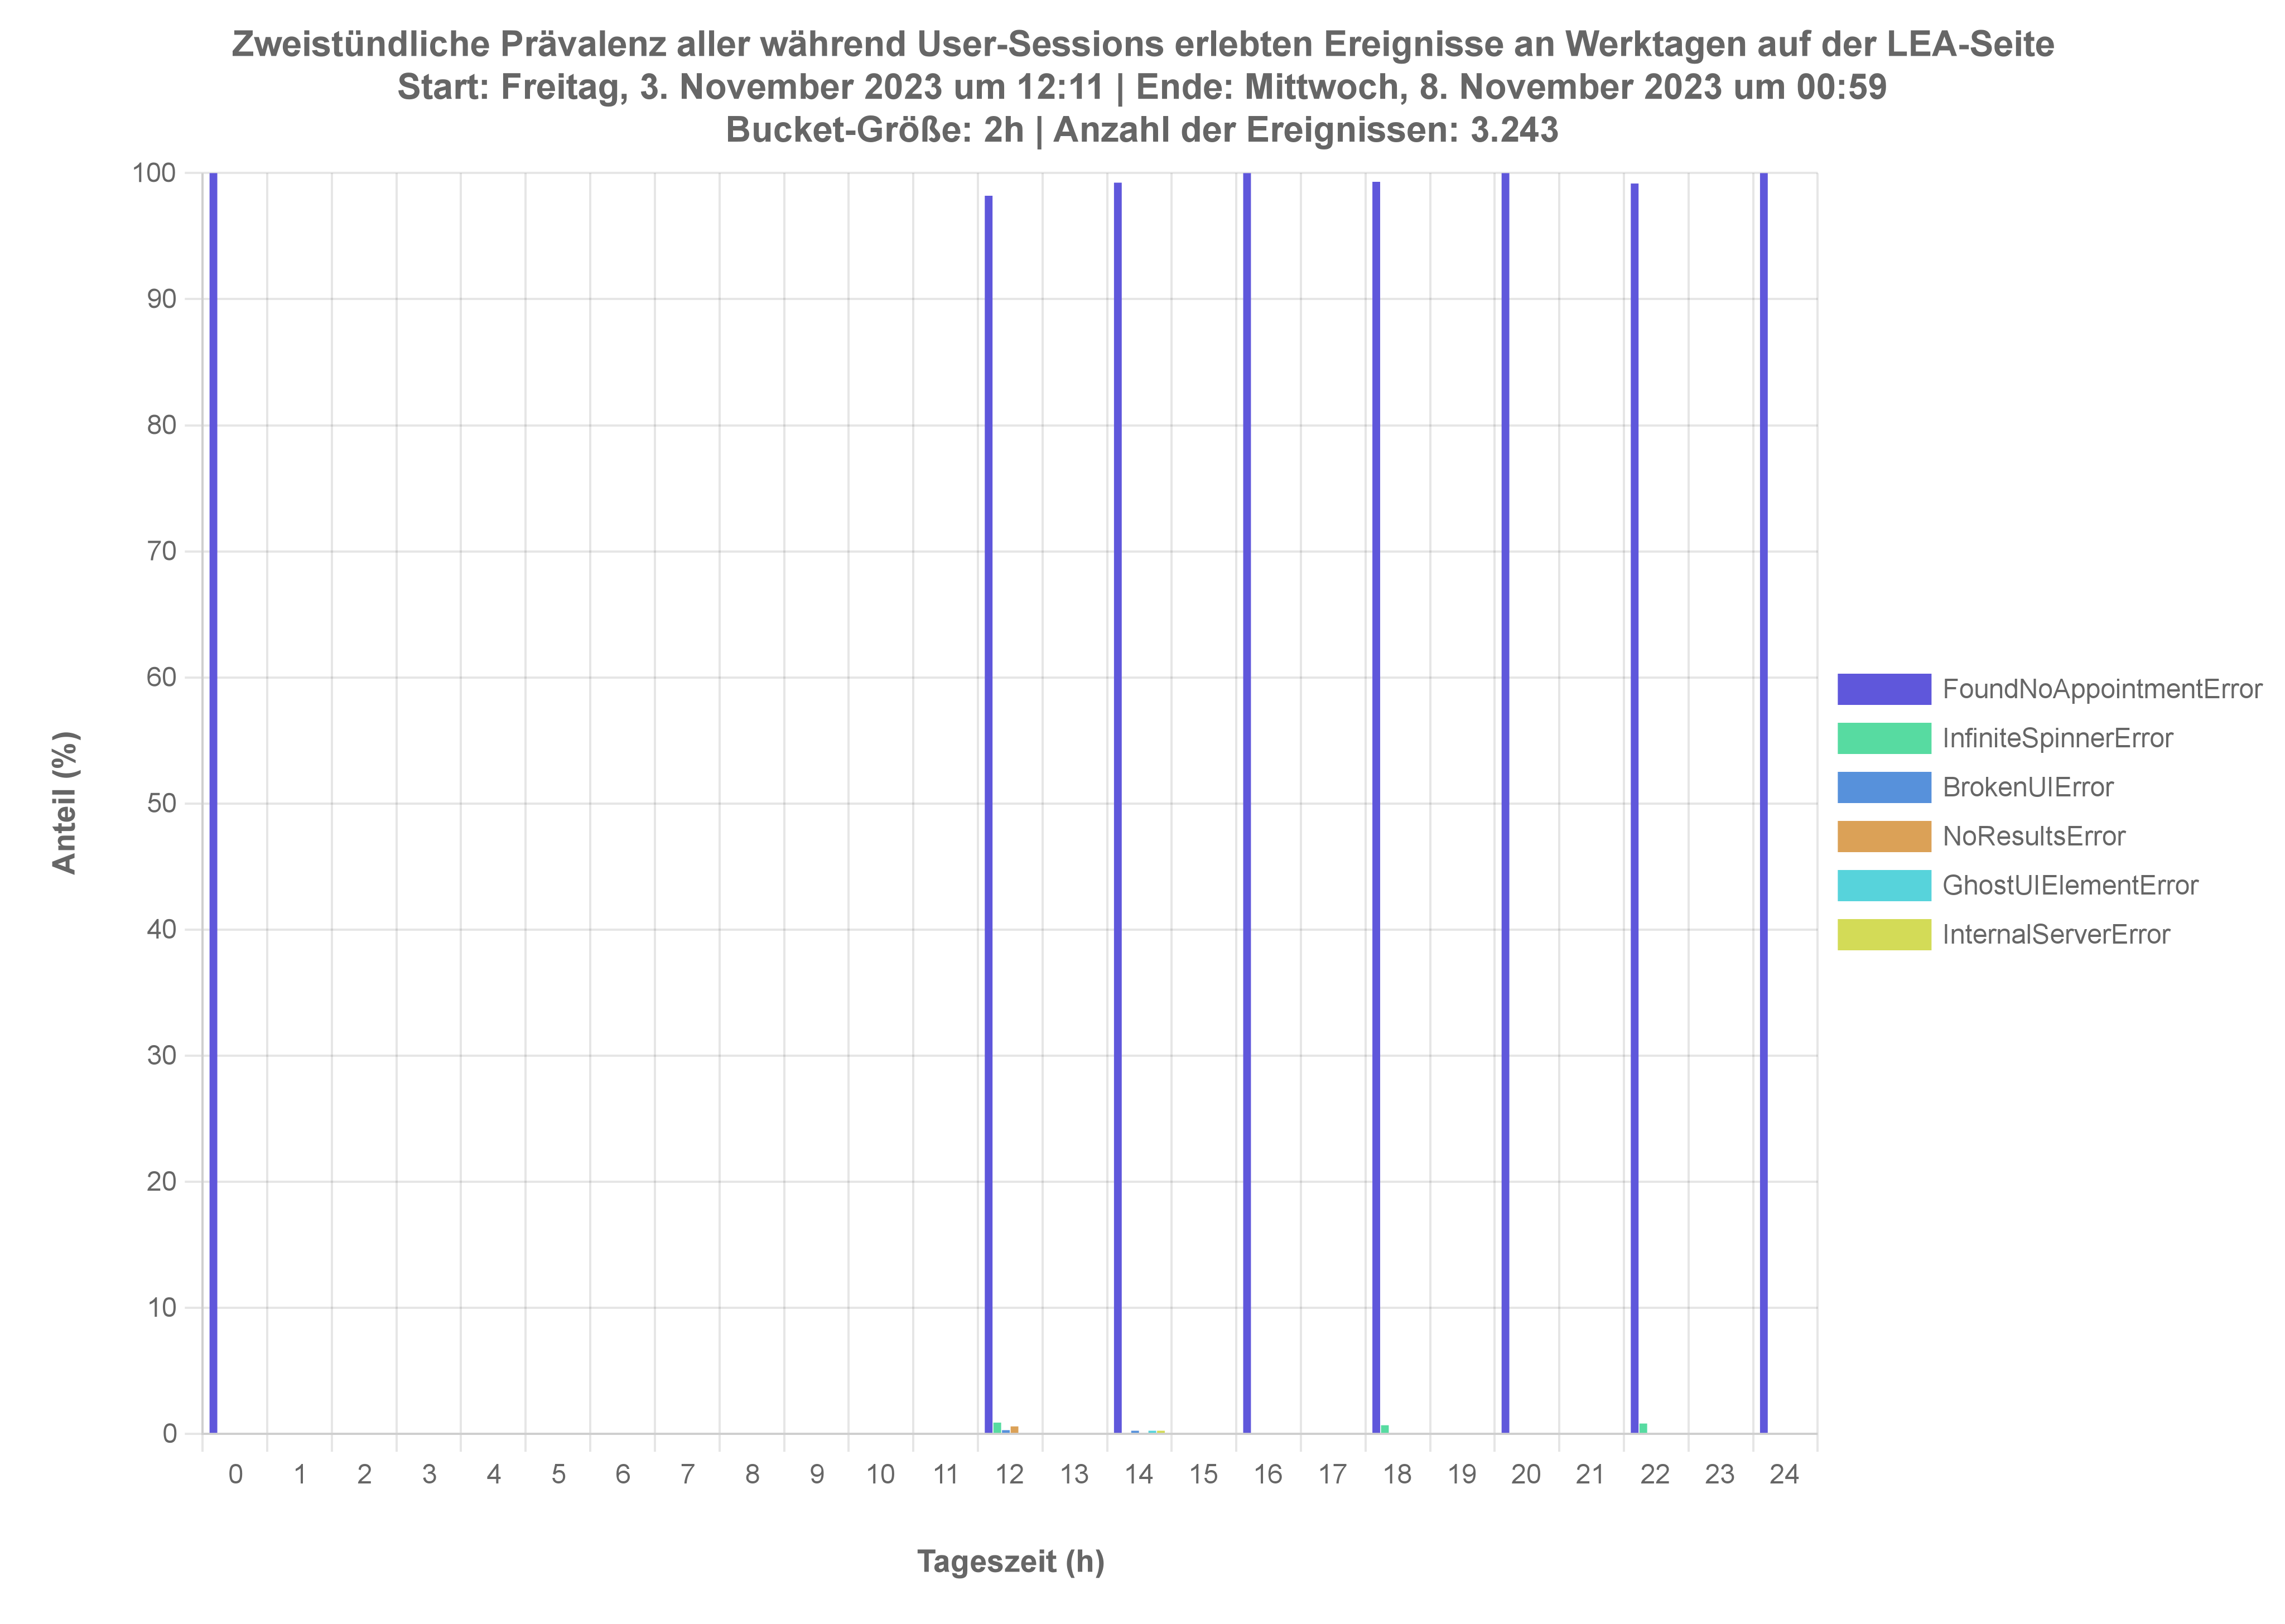 Zweistündliche Prävalenz aller während User-Sessions erlebten Ereignisse an Werktagen auf der LEA-Seite
Start: Freitag, 3. November 2023 um 12:11 | Ende: Mittwoch, 8. November 2023 um 00:59
Bucket-Größe: 2h | Anzahl der Ereignissen: 3.243
100
90
80
70
60
50
40
30
20
10
0
Anteil (%)
0 1 2 3 4 5 6 7 8 9 10 11 12 13 14 15 16 17 18 19 20 21 22 23 24
Tageszeit (h)
FoundNoAppointmentError
InfiniteSpinnerError
BrokenUIError
NoResultsError
GhostUIElementError
InternalServerError